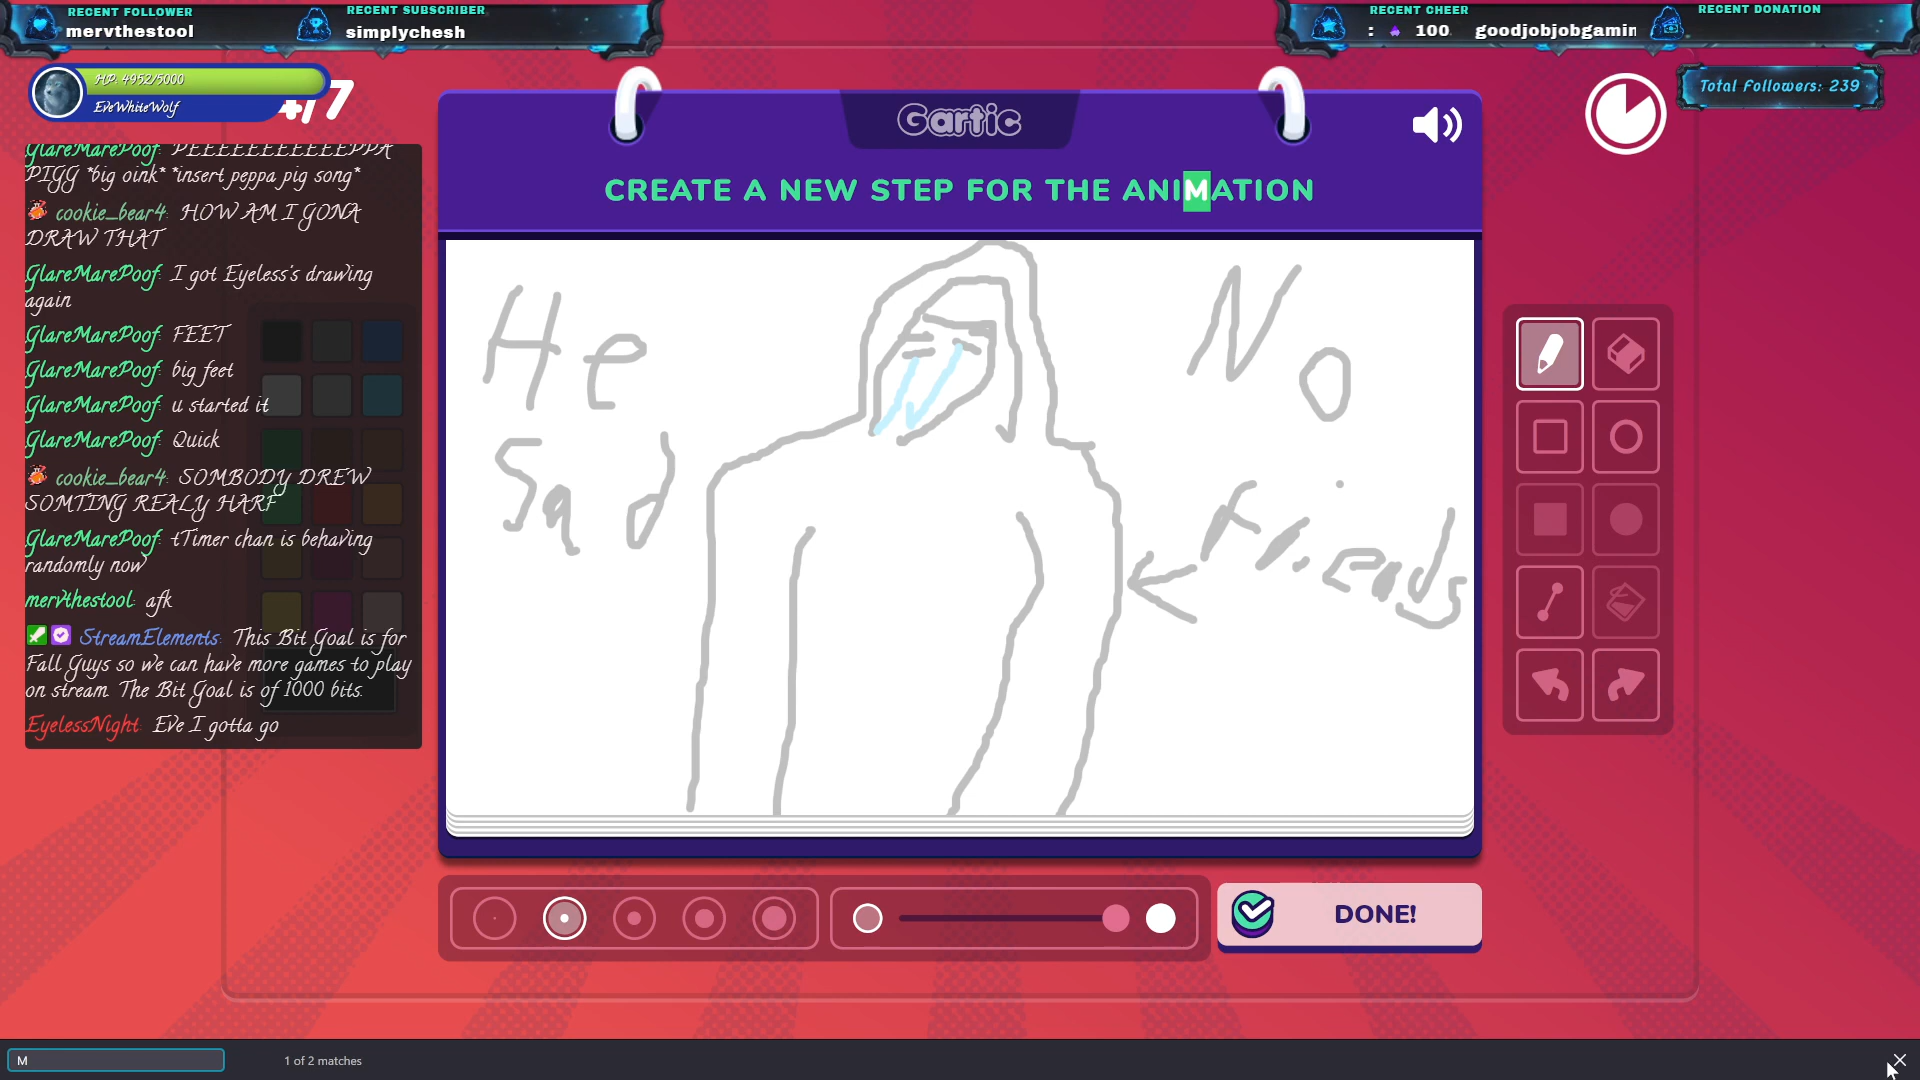 RECENT FOLLOWER
mervthestool
RECENT SUBSCRIBER
simplychesh
RECENT CHEER
: 100 goodjobjobgamin
RECENT DONATION
Total Followers: 239
HP: 4952/5000
EveWhiteWolf
/7
GlareMarePoof: PEEEEEEEEEEEPPA
PIGG *big oink* *insert peppa pig song*
cookie_bear4: HOW AM I GONA
DRAW THAT
GlareMarePoof: I got Eyeless's drawing
again
GlareMarePoof: FEET
GlareMarePoof: big feet
GlareMarePoof: u started it
GlareMarePoof: Quick
cookie_bear4: SOMBODY DREW
SOMTING REALY HARF
GlareMarePoof: tTimer chan is behaving
randomly now
mervthestool: afk
StreamElements: This Bit Goal is for
Fall Guys so we can have more games to play
on stream. The Bit Goal is of 1000 bits.
EyelessNight: Eve I gotta go
Gartic
CREATE A NEW STEP FOR THE ANIMATION
He
Sad
No
friends
DONE!
M
1 of 2 matches